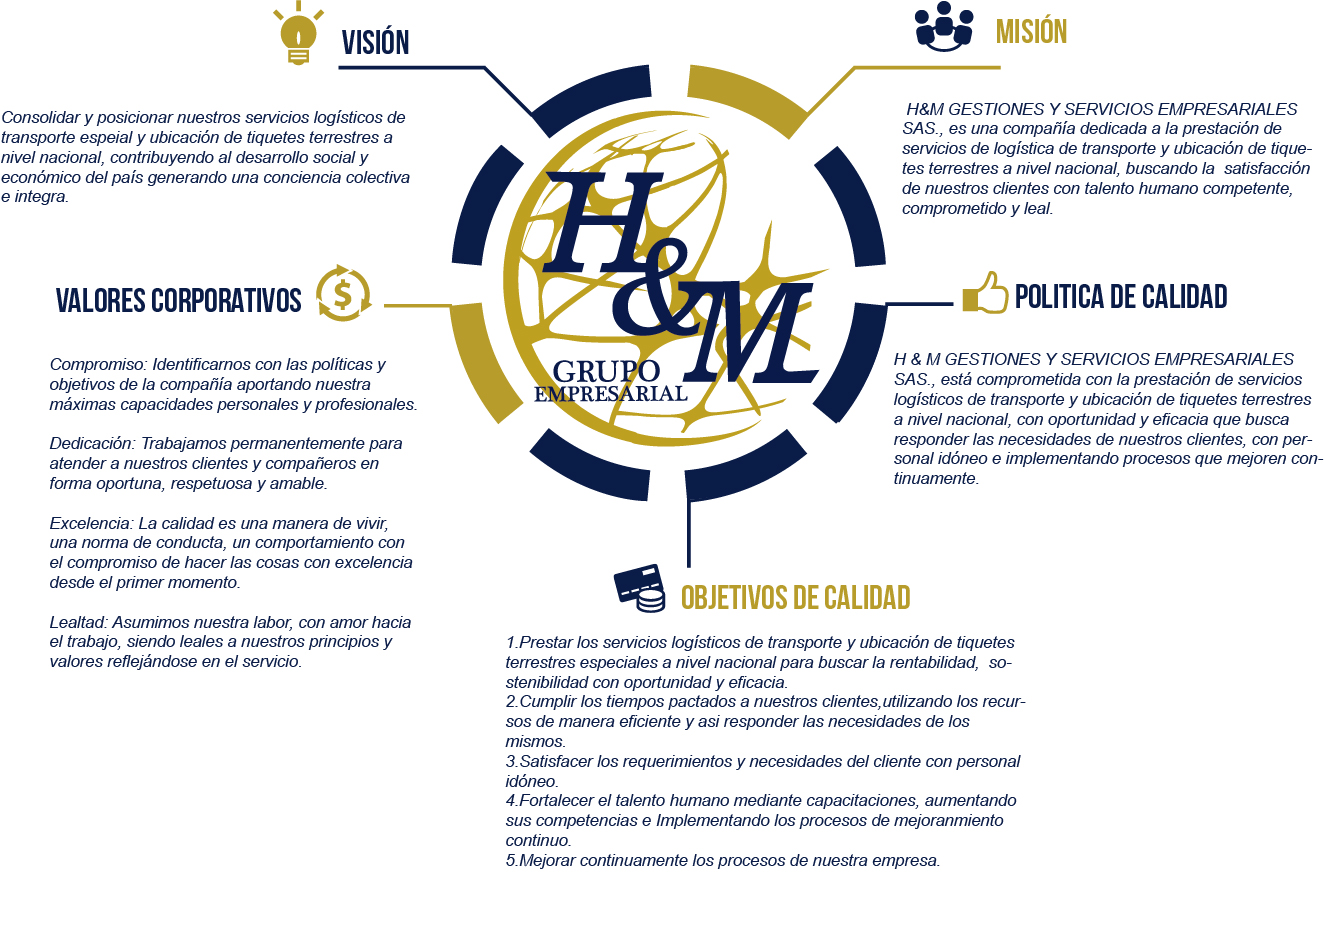 VISIÓN
Consolidar y posicionar nuestros servicios logísticos de
transporte espeial y ubicación de tiquetes terrestres a
nivel nacional, contribuyendo al desarrollo social y
económico del país generando una conciencia colectiva
e integra.
MISIÓN
H&M GESTIONES Y SERVICIOS EMPRESARIALES
SAS., es una compañía dedicada a la prestación de
servicios de logística de transporte y ubicación de tique-
tes terrestres a nivel nacional, buscando la  satisfacción
de nuestros clientes con talento humano competente,
comprometido y leal.
H&M
GRUPO
EMPRESARIAL
VALORES CORPORATIVOS
$
Compromiso: Identificarnos con las políticas y
objetivos de la compañía aportando nuestra
máximas capacidades personales y profesionales.
Dedicación: Trabajamos permanentemente para
atender a nuestros clientes y compañeros en
forma oportuna, respetuosa y amable.
Excelencia: La calidad es una manera de vivir,
una norma de conducta, un comportamiento con
el compromiso de hacer las cosas con excelencia
desde el primer momento.
Lealtad: Asumimos nuestra labor, con amor hacia
el trabajo, siendo leales a nuestros principios y
valores reflejándose en el servicio.
POLITICA DE CALIDAD
H & M GESTIONES Y SERVICIOS EMPRESARIALES
SAS., está comprometida con la prestación de servicios
logísticos de transporte y ubicación de tiquetes terrestres
a nivel nacional, con oportunidad y eficacia que busca
responder las necesidades de nuestros clientes, con per-
sonal idóneo e implementando procesos que mejoren con-
tinuamente.
OBJETIVOS DE CALIDAD
1.Prestar los servicios logísticos de transporte y ubicación de tiquetes
terrestres especiales a nivel nacional para buscar la rentabilidad,  so-
stenibilidad con oportunidad y eficacia.
2.Cumplir los tiempos pactados a nuestros clientes,utilizando los recur-
sos de manera eficiente y asi responder las necesidades de los
mismos.
3.Satisfacer los requerimientos y necesidades del cliente con personal
idóneo.
4.Fortalecer el talento humano mediante capacitaciones, aumentando
sus competencias e Implementando los procesos de mejoranmiento
continuo.
5.Mejorar continuamente los procesos de nuestra empresa.